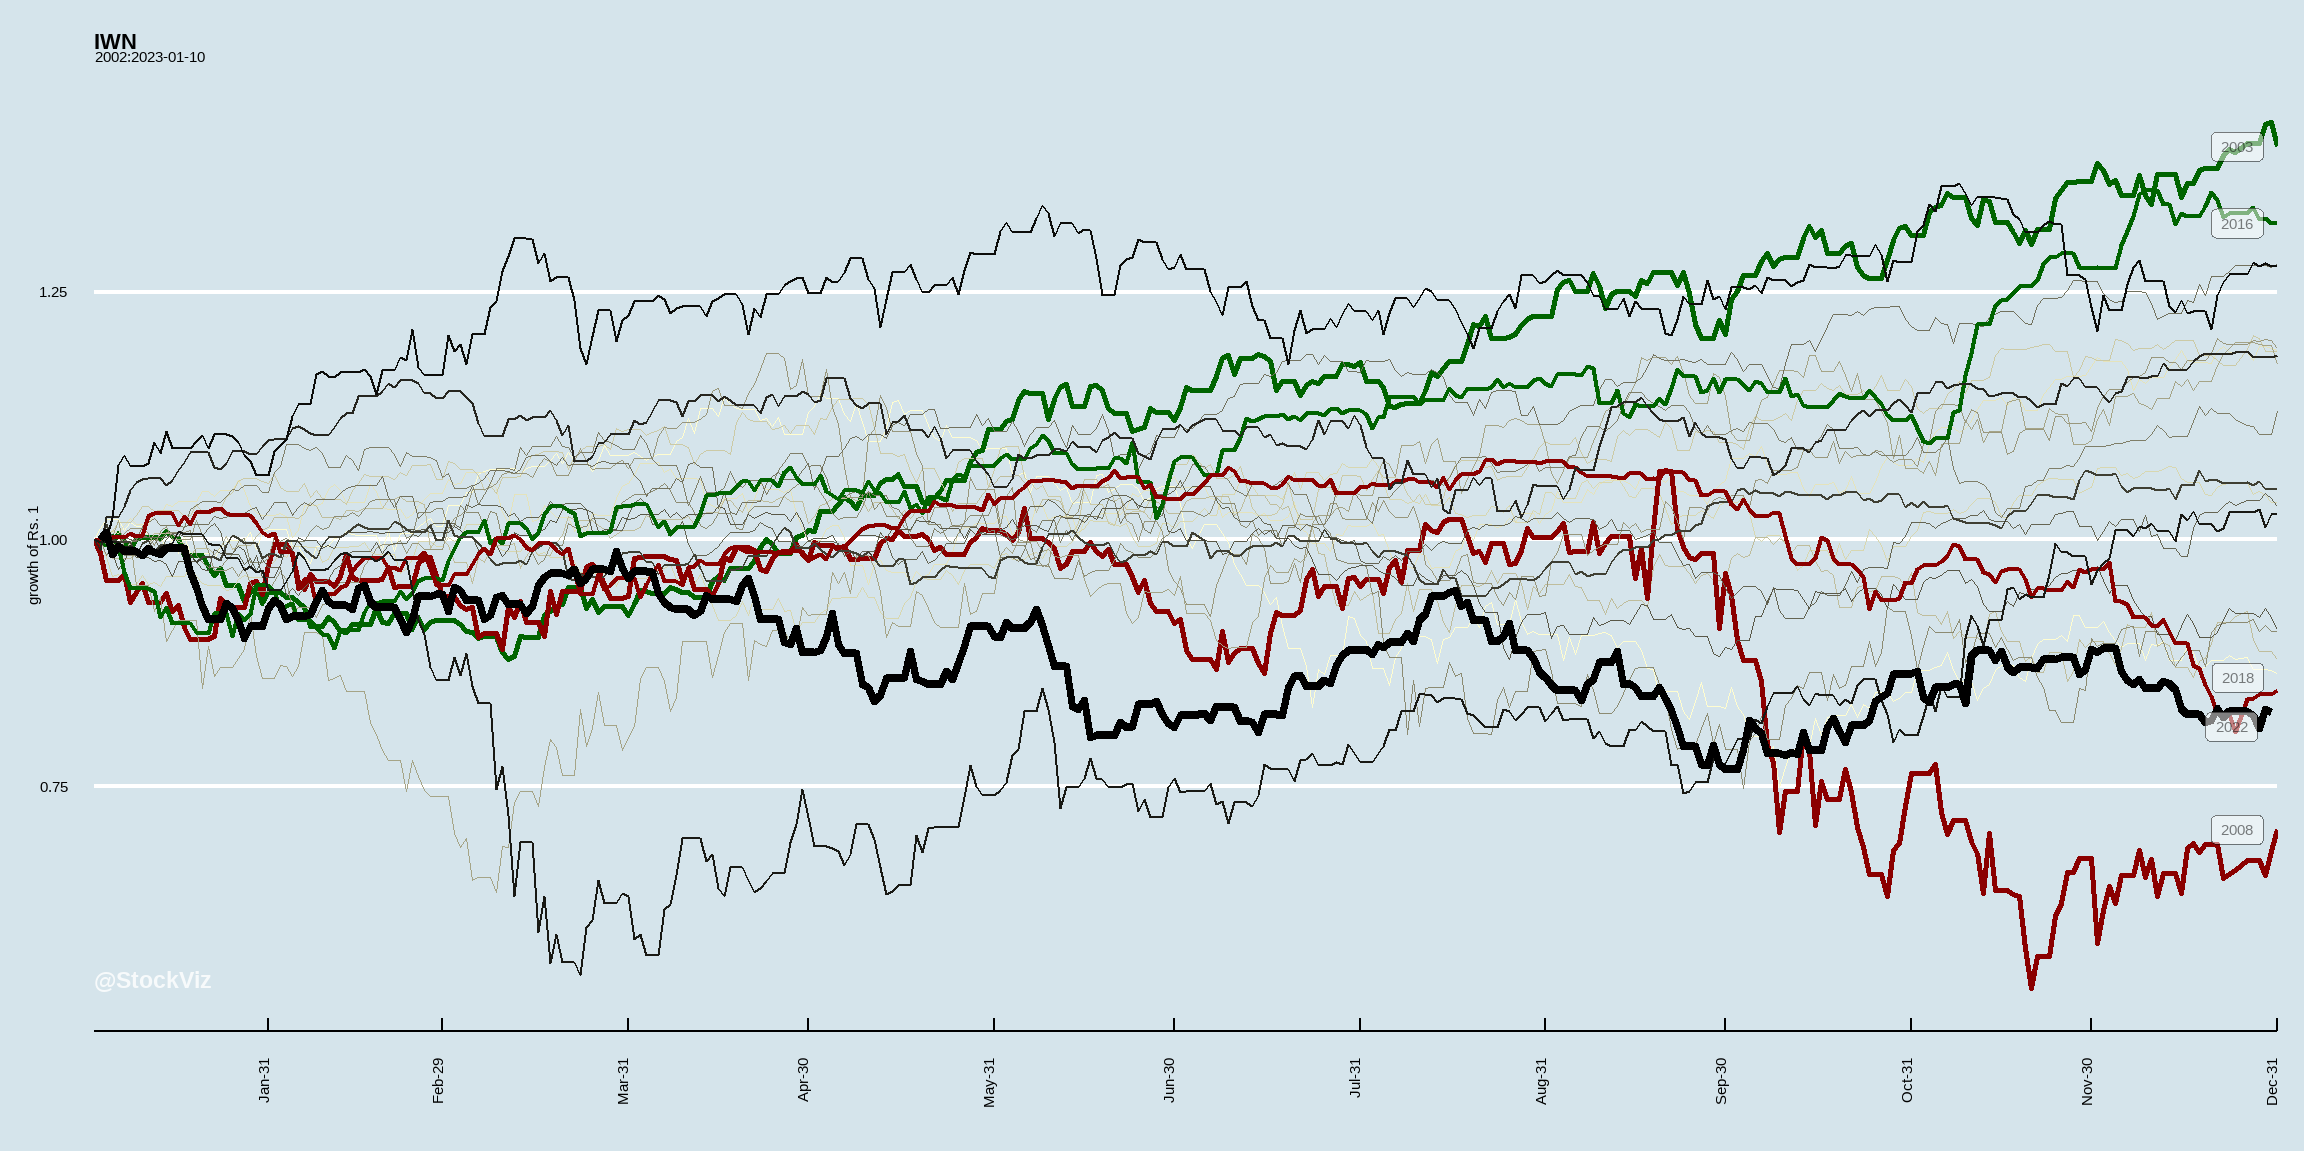 IWN
2002:2023-01-10
2003
2016
1.25
growth of Rs. 1
1.00
2018
2022
0.75
2008
@StockViz
Jan-31
Feb-29
Mar-31
Apr-30
May-31
Jun-30
Jul-31
Aug-31
Sep-30
Oct-31
Nov-30
Dec-31